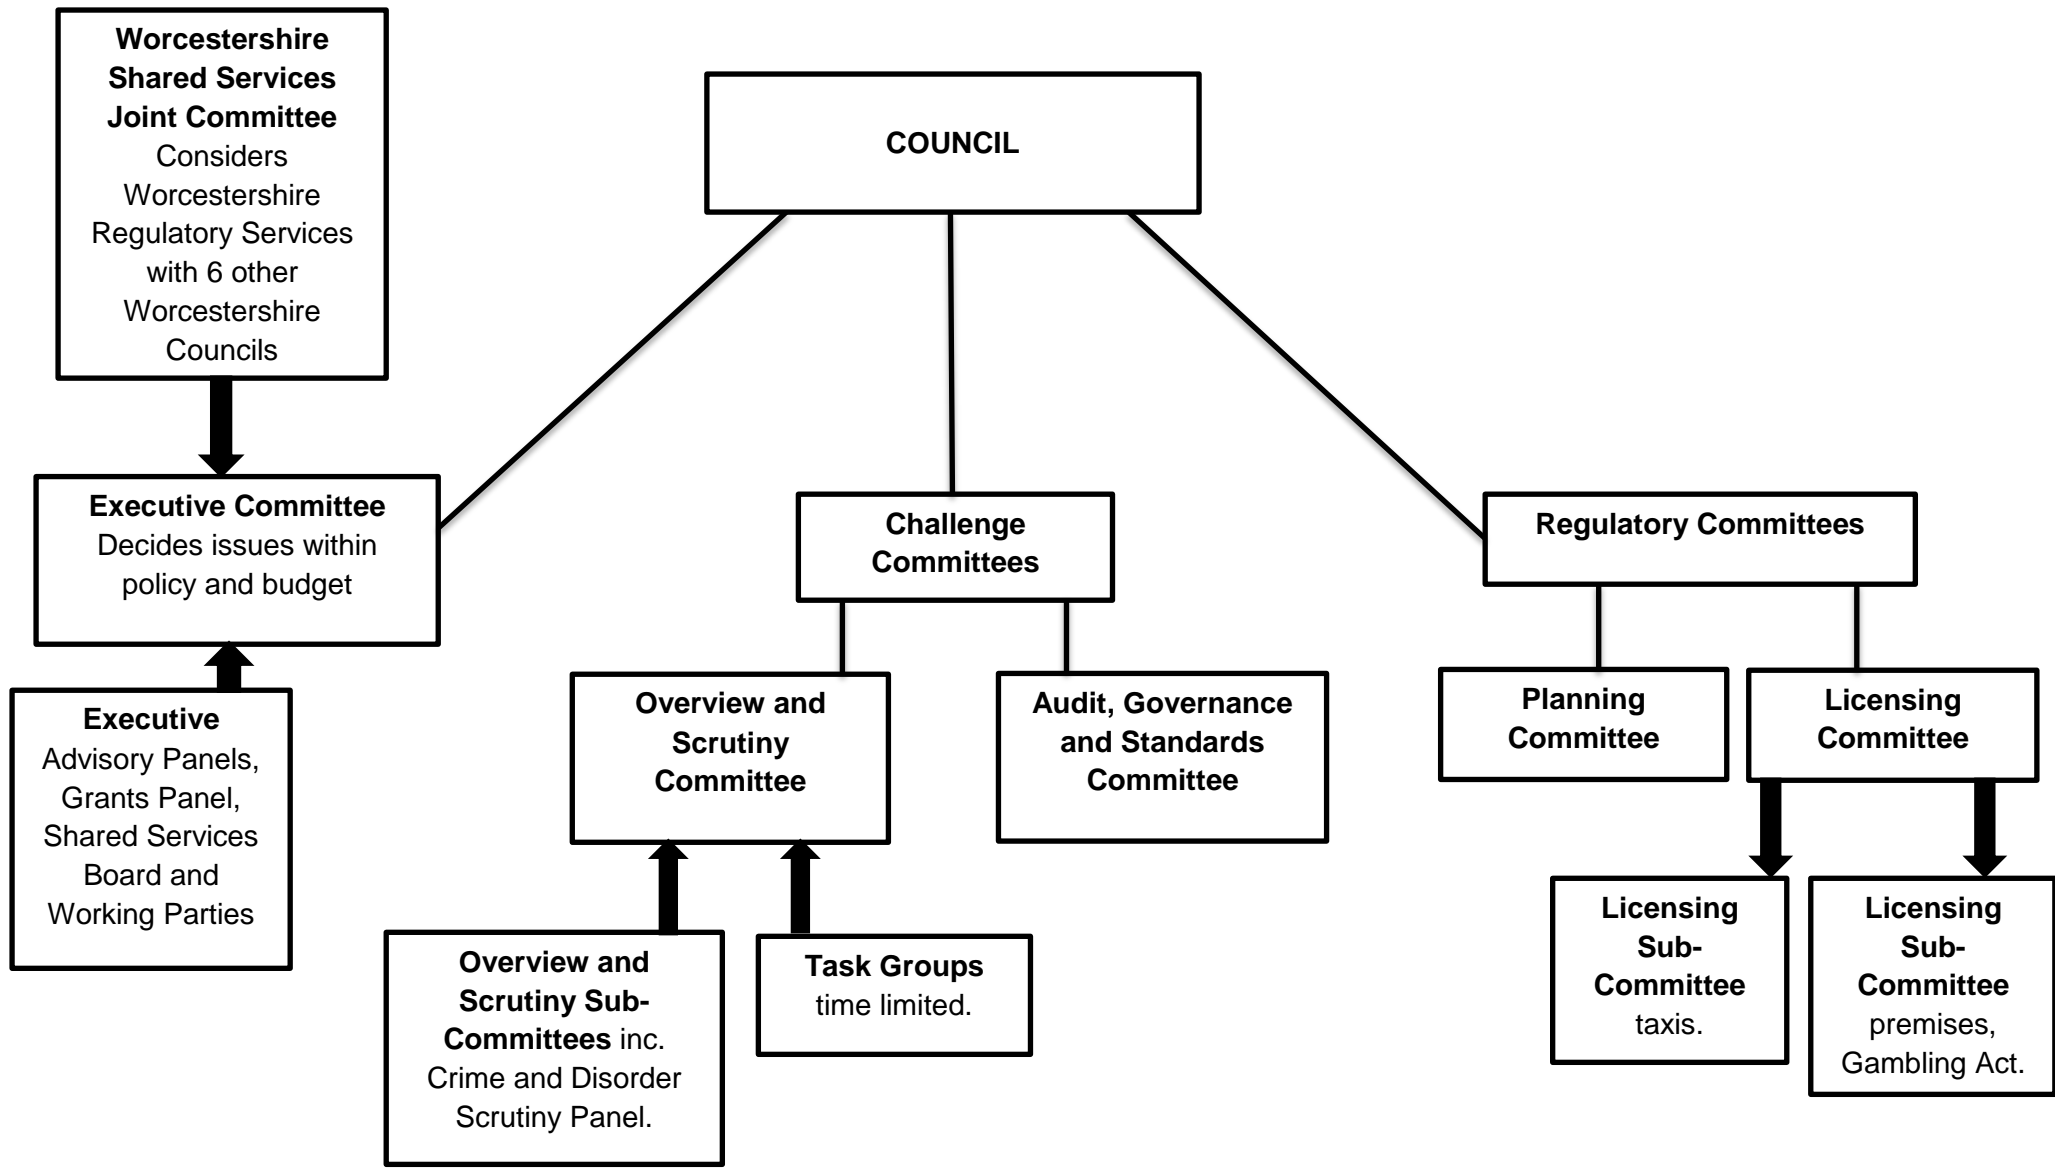 Worcestershire
Shared Services
Joint Committee
Considers
Worcestershire
Regulatory Services
with 6 other
Worcestershire
Councils
COUNCIL
Executive Committee
Decides issues within
policy and budget
Challenge
Committees
Regulatory Committees
Executive
Advisory Panels,
Grants Panel,
Shared Services
Board and
Working Parties
Overview and
Scrutiny
Committee
Audit, Governance
and Standards
Committee
Planning
Committee
Licensing
Committee
Overview and
Scrutiny Sub-
Committees inc.
Crime and Disorder
Scrutiny Panel.
Task Groups
time limited.
Licensing
Sub-
Committee
taxis.
Licensing
Sub-
Committee
premises,
Gambling Act.